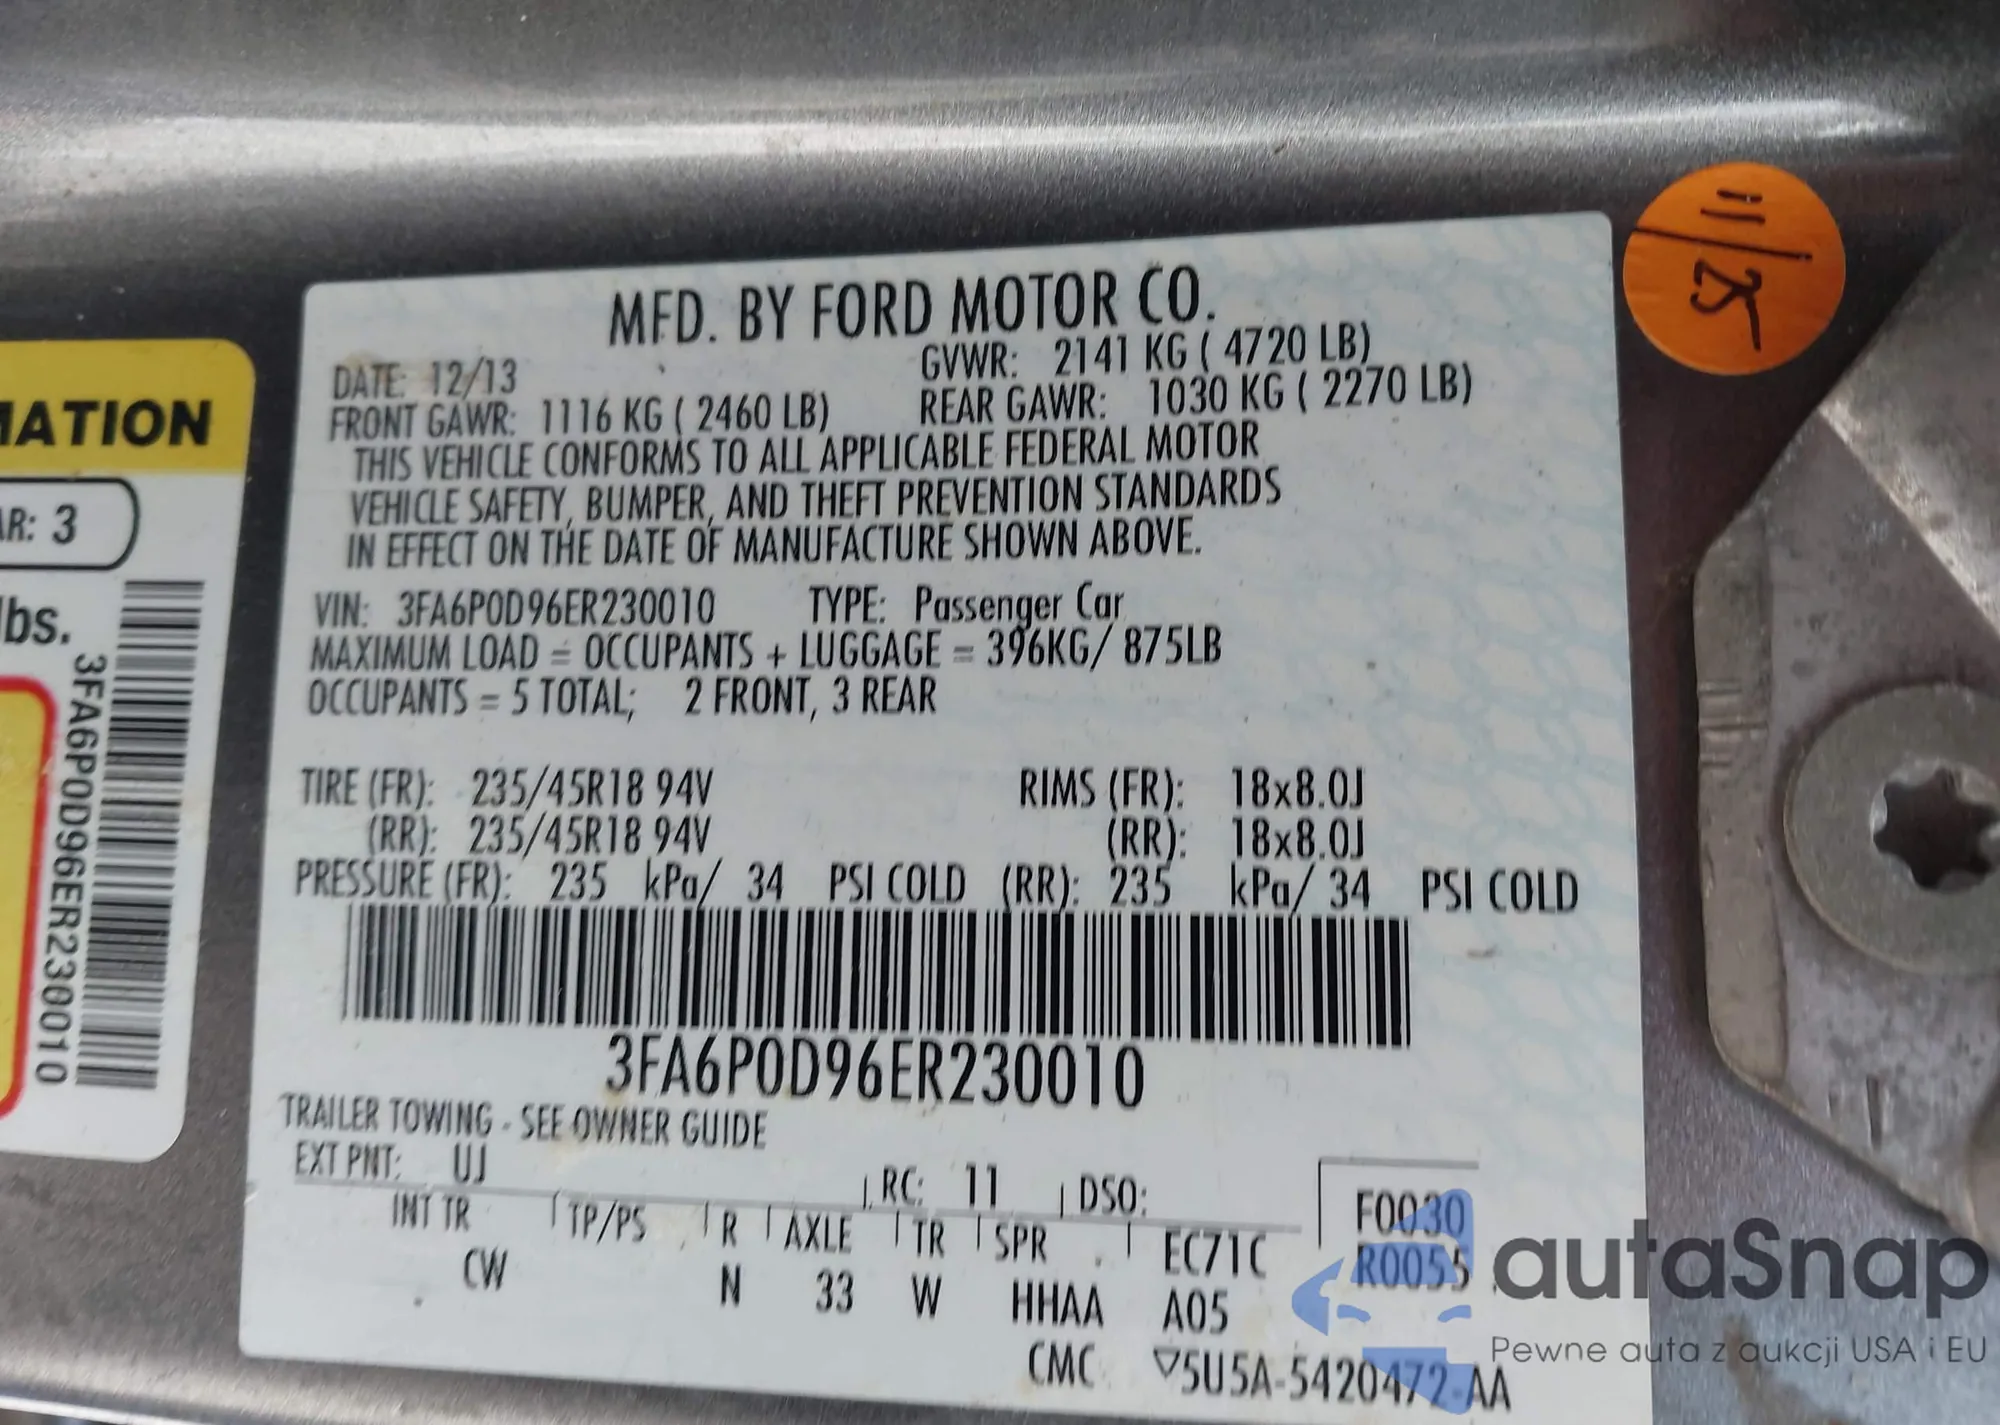 MFD. BY FORD MOTOR CO.
DATE: 12/13 GVWR: 2141 KG ( 4720 LB)
FRONT GAWR: 1116 KG ( 2460 LB) REAR GAWR: 1030 KG ( 2270 LB)
THIS VEHICLE CONFORMS TO ALL APPLICABLE FEDERAL MOTOR
VEHICLE SAFETY, BUMPER, AND THEFT PREVENTION STANDARDS
IN EFFECT ON THE DATE OF MANUFACTURE SHOWN ABOVE.
VIN: 3FA6P0D96ER230010 TYPE: Passenger Car
MAXIMUM LOAD = OCCUPANTS + LUGGAGE = 396KG/ 875LB
OCCUPANTS = 5 TOTAL; 2 FRONT, 3 REAR
TIRE (FR): 235/45R18 94V RIMS (FR): 18x8.0J
(RR): 235/45R18 94V (RR): 18x8.0J
PRESSURE (FR): 235 kPa/ 34 PSI COLD (RR): 235 kPa/ 34 PSI COLD
3FA6P0D96ER230010
TRAILER TOWING - SEE OWNER GUIDE
EXT PNT: UJ RC: 11 DSO: F0030
INT TR TP/PS R AXLE TR SPR EC71C R0055
CW N 33 W HHAA A05
CMC ▽5U5A-5420472-AA
MATION
AR: 3
lbs.
3FA6P0D96ER230010
11/25
autaSnap
Pewne auta z aukcji USA i EU